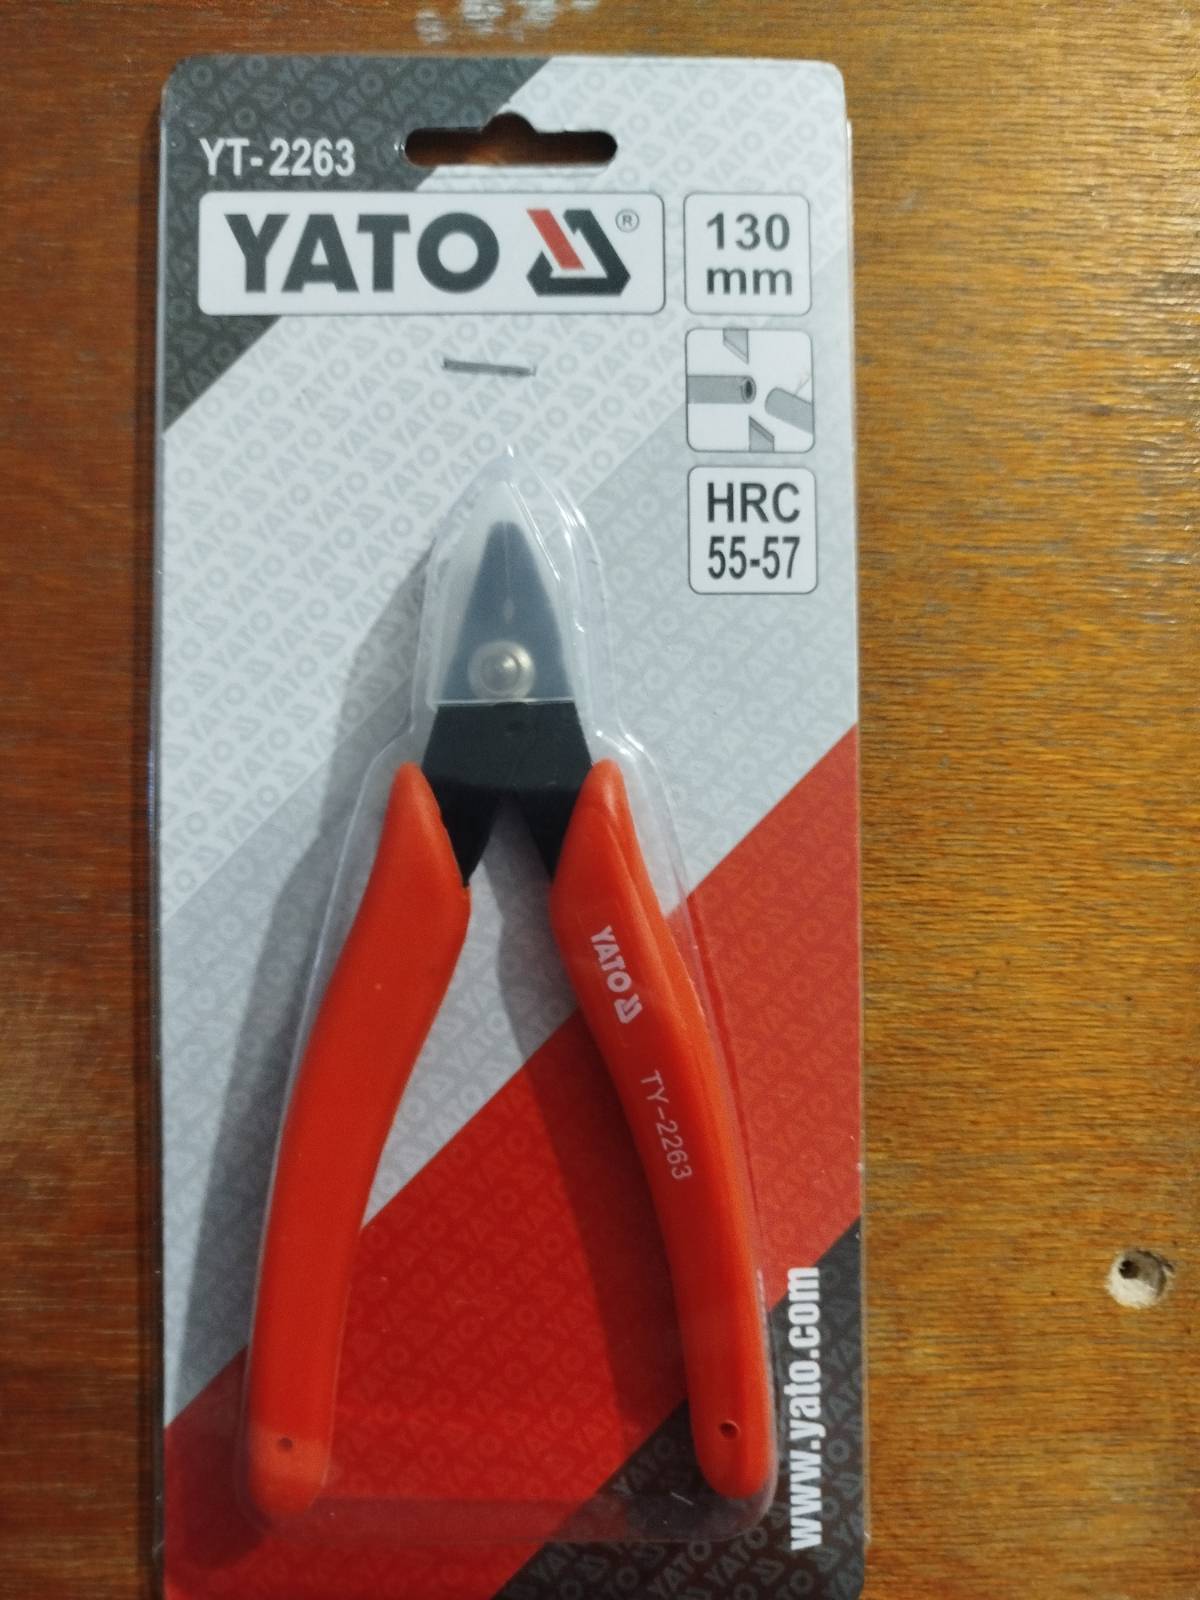 YT-2263
YATO ®
130
mm
HRC
55-57
YATO
TY-2263
www.yato.com